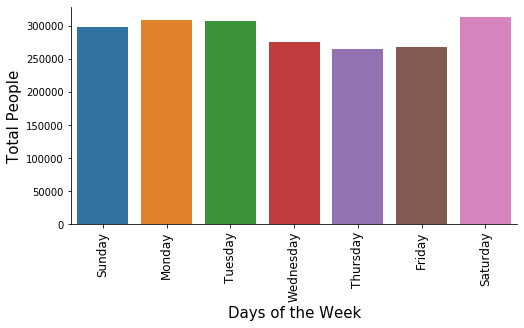 300000
250000
200000
150000
100000
50000
0
Total People
Sunday
Monday
Tuesday
Wednesday
Thursday
Friday
Saturday
Days of the Week